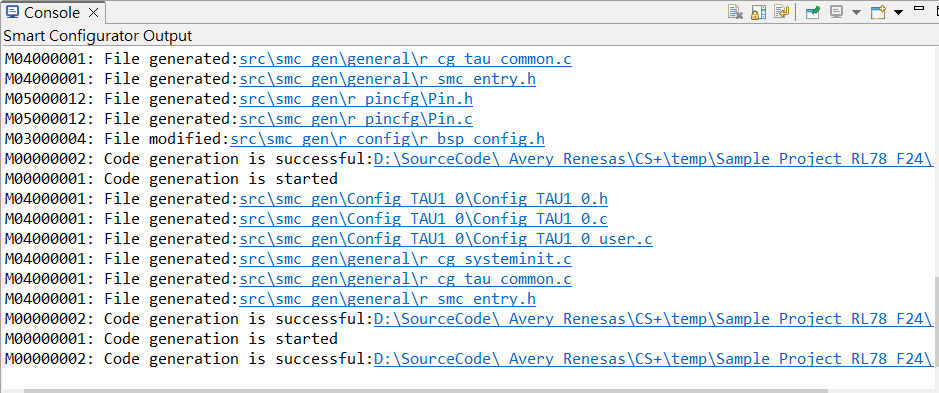 Console
Smart Configurator Output
M04000001: File generated:src\smc_gen\general\r_cg_tau_common.c
M04000001: File generated:src\smc_gen\general\r_smc_entry.h
M05000012: File generated:src\smc_gen\r_pincfg\Pin.h
M05000012: File generated:src\smc_gen\r_pincfg\Pin.c
M03000004: File modified:src\smc_gen\r_config\r_bsp_config.h
M00000002: Code generation is successful:D:\SourceCode\_Avery_Renesas\CS+\temp\Sample_Project_RL78_F24\
M00000001: Code generation is started
M04000001: File generated:src\smc_gen\Config_TAU1_0\Config_TAU1_0.h
M04000001: File generated:src\smc_gen\Config_TAU1_0\Config_TAU1_0.c
M04000001: File generated:src\smc_gen\Config_TAU1_0\Config_TAU1_0_user.c
M04000001: File generated:src\smc_gen\general\r_cg_systeminit.c
M04000001: File generated:src\smc_gen\general\r_cg_tau_common.c
M04000001: File generated:src\smc_gen\general\r_smc_entry.h
M00000002: Code generation is successful:D:\SourceCode\_Avery_Renesas\CS+\temp\Sample_Project_RL78_F24\
M00000001: Code generation is started
M00000002: Code generation is successful:D:\SourceCode\_Avery_Renesas\CS+\temp\Sample_Project_RL78_F24\